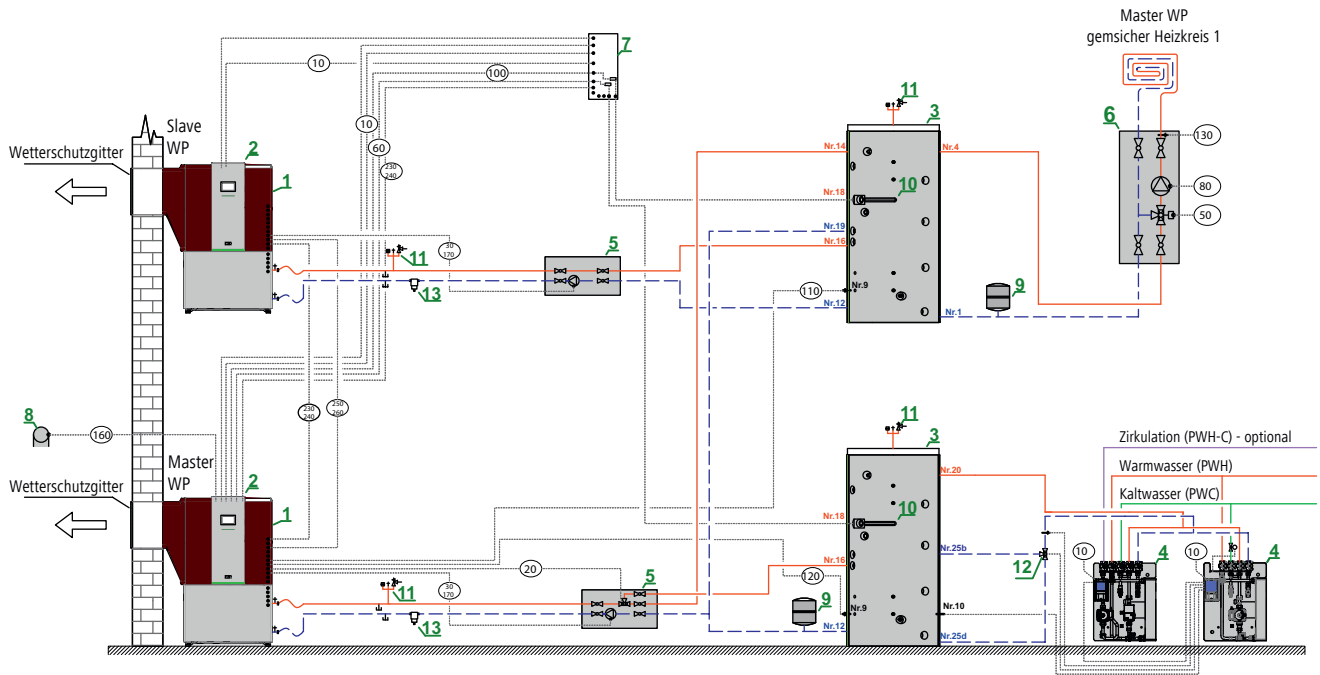 Master WP
gemsicher Heizkreis 1
7
10
100
11
3
10
Slave
WP
60
6
130
Wetterschutzgitter
2
230
240
Nr.14
Nr.4
1
Nr.18
10
80
Nr.19
50
30
170
11
5
Nr.16
13
110
Nr.9
9
Nr.12
Nr.1
230
240
250
260
8
160
11
3
Zirkulation (PWH-C) - optional
Master
WP
Nr.20
Warmwasser (PWH)
Wetterschutzgitter
2
Kaltwasser (PWC)
1
Nr.18
10
Nr.25b
12
10
4
10
4
20
5
Nr.16
120
30
170
11
9
Nr.9
Nr.10
13
Nr.12
Nr.25d